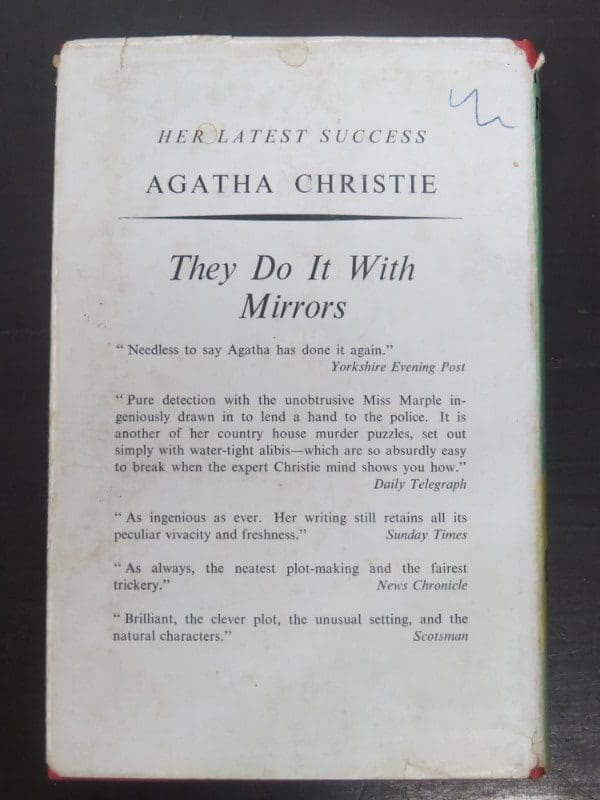 HER LATEST SUCCESS
AGATHA CHRISTIE
They Do It With
Mirrors
“ Needless to say Agatha has done it again.”
Yorkshire Evening Post
“ Pure detection with the unobtrusive Miss Marple in-
geniously drawn in to lend a hand to the police. It is
another of her country house murder puzzles, set out
simply with water-tight alibis—which are so absurdly easy
to break when the expert Christie mind shows you how.”
Daily Telegraph
“ As ingenious as ever. Her writing still retains all its
peculiar vivacity and freshness.” Sunday Times
“ As always, the neatest plot-making and the fairest
trickery.” News Chronicle
“ Brilliant, the clever plot, the unusual setting, and the
natural characters.” Scotsman